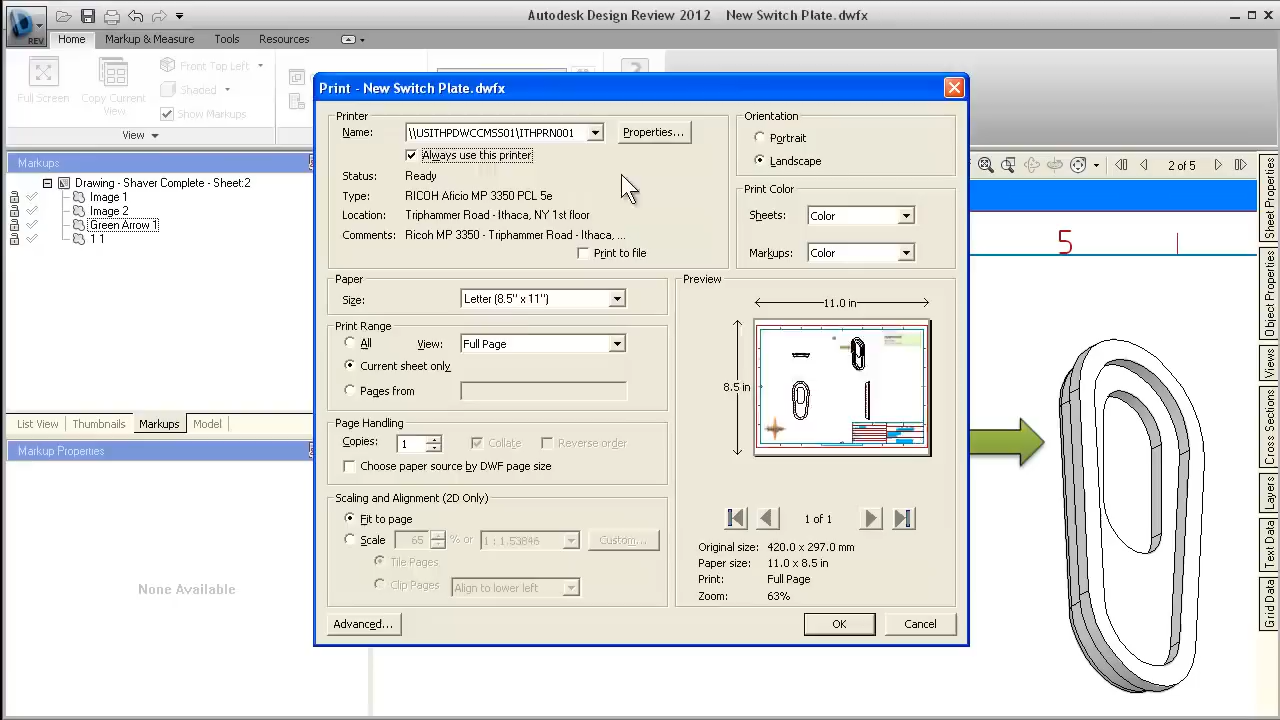 Autodesk Design Review 2012 New Switch Plate.dwfx
REV
Home Markup & Measure Tools Resources
Full Screen
Copy Current View
Front Top Left
Shaded
Show Markups
View
Print - New Switch Plate.dwfx
Printer
Name: \\USITHPDWCCMSS01\ITHPRN001 Properties...
Always use this printer
Status: Ready
Type: RICOH Aficio MP 3350 PCL 5e
Location: Triphammer Road - Ithaca, NY 1st floor
Comments: Ricoh MP 3350 - Triphammer Road - Ithaca, ...
Print to file
Orientation
Portrait
Landscape
Print Color
Sheets: Color
Markups: Color
Paper
Size: Letter (8.5" x 11")
Print Range
All View: Full Page
Current sheet only
Pages from
Page Handling
Copies: 1 Collate Reverse order
Choose paper source by DWF page size
Scaling and Alignment (2D Only)
Fit to page
Scale 65 % or 1 : 1.53846 Custom...
Tile Pages
Clip Pages Align to lower left
Preview
11.0 in
8.5 in
1 of 1
Original size: 420.0 x 297.0 mm
Paper size: 11.0 x 8.5 in
Print: Full Page
Zoom: 63%
Advanced... OK Cancel
Markups
Drawing - Shaver Complete - Sheet:2
Image 1
Image 2
Green Arrow 1
1 1
List View Thumbnails Markups Model
Markup Properties
None Available
2 of 5
5
Sheet Properties
Object Properties
Views
Cross Sections
Layers
Text Data
Grid Data